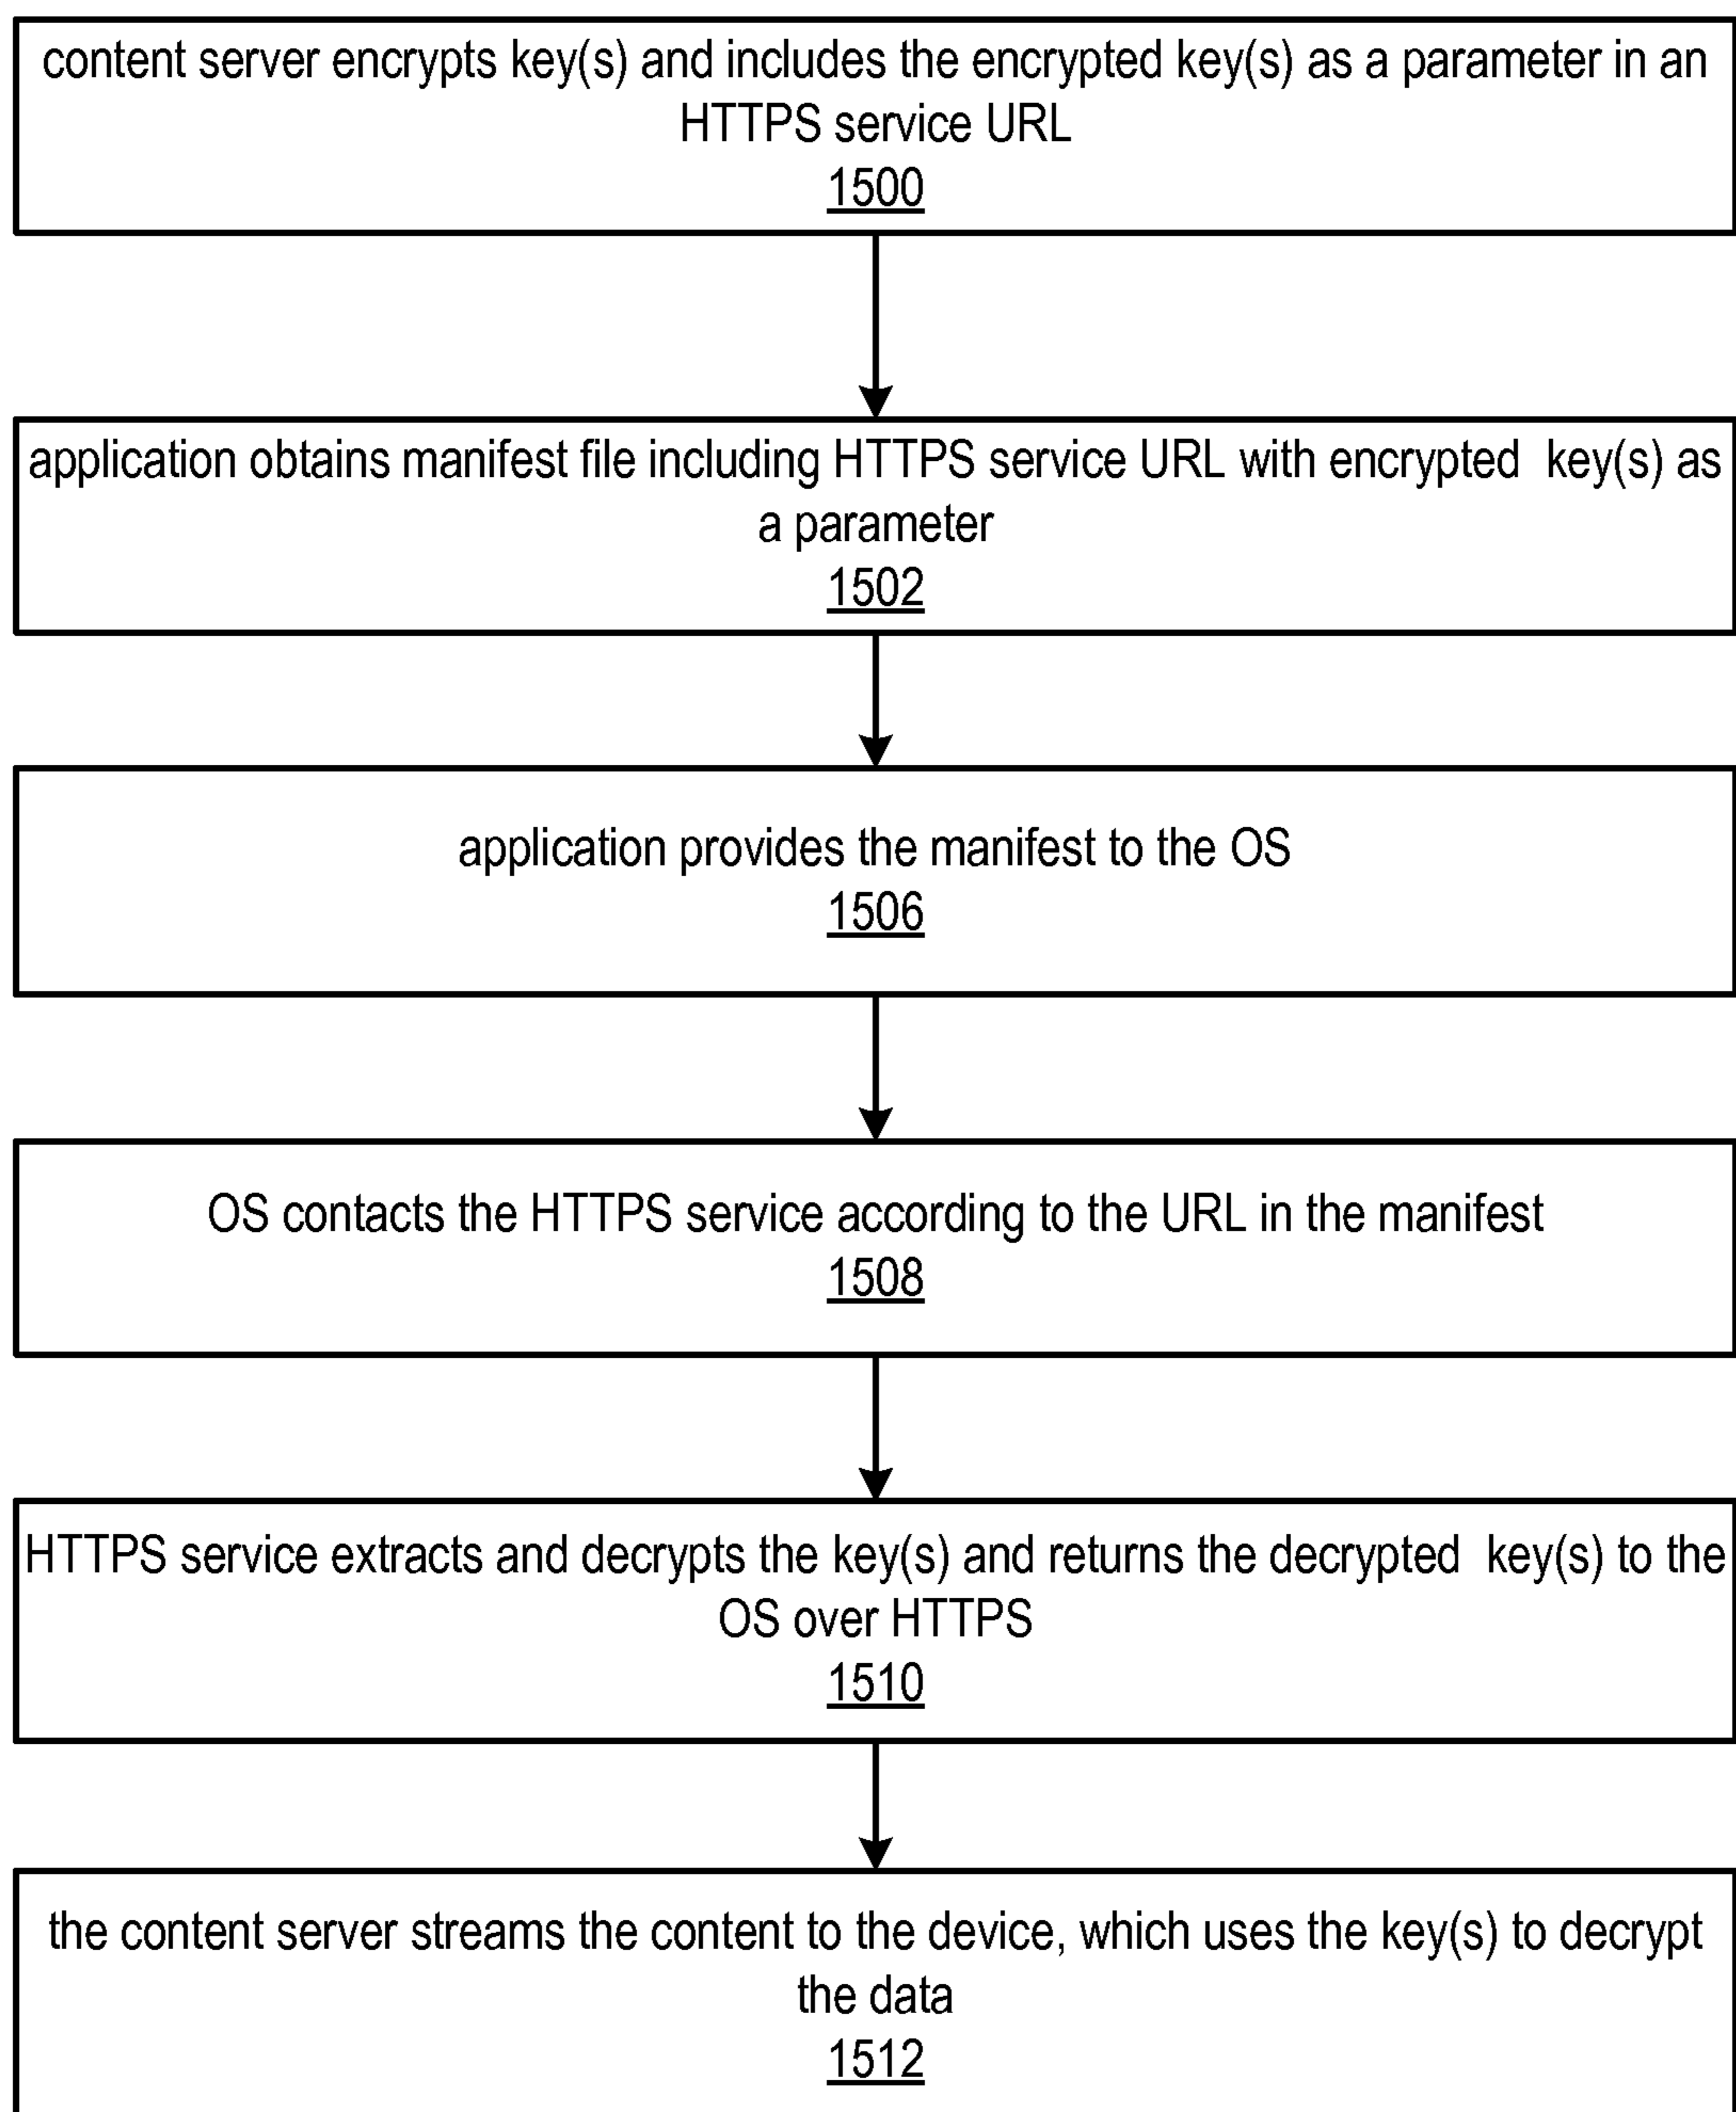 content server encrypts key(s) and includes the encrypted key(s) as a parameter in an
HTTPS service URL
1500
application obtains manifest file including HTTPS service URL with encrypted key(s) as
a parameter
1502
application provides the manifest to the OS
1506
OS contacts the HTTPS service according to the URL in the manifest
1508
HTTPS service extracts and decrypts the key(s) and returns the decrypted key(s) to the
OS over HTTPS
1510
the content server streams the content to the device, which uses the key(s) to decrypt
the data
1512